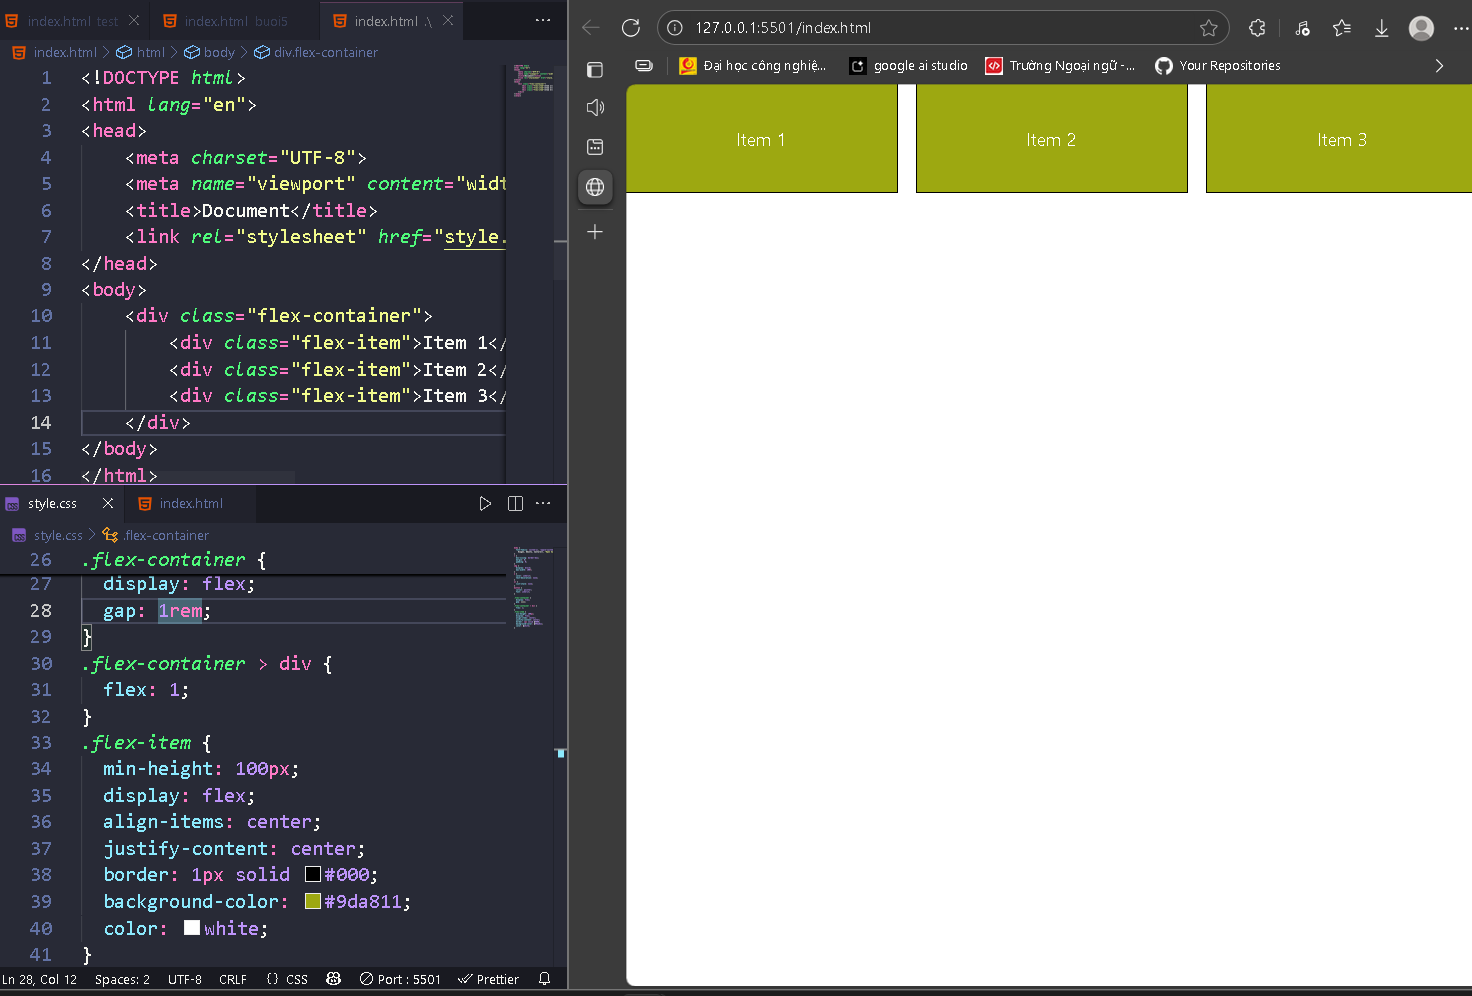 index.html test
index.html buoi5
index.html .\
index.html > html > body > div.flex-container
1 <!DOCTYPE html>
2 <html lang="en">
3 <head>
4 <meta charset="UTF-8">
5 <meta name="viewport" content="widt
6 <title>Document</title>
7 <link rel="stylesheet" href="style.
8 </head>
9 <body>
10 <div class="flex-container">
11 <div class="flex-item">Item 1</
12 <div class="flex-item">Item 2</
13 <div class="flex-item">Item 3</
14 </div>
15 </body>
16 </html>
style.css
index.html
style.css > .flex-container
26 .flex-container {
27 display: flex;
28 gap: 1rem;
29 }
30 .flex-container > div {
31 flex: 1;
32 }
33 .flex-item {
34 min-height: 100px;
35 display: flex;
36 align-items: center;
37 justify-content: center;
38 border: 1px solid #000;
39 background-color: #9da811;
40 color: white;
41 }
Ln 28, Col 12 Spaces: 2 UTF-8 CRLF {} CSS Port : 5501 Prettier
127.0.0.1:5501/index.html
Đại học công nghiệ... google ai studio Trường Ngoại ngữ -... Your Repositories
Item 1 Item 2 Item 3